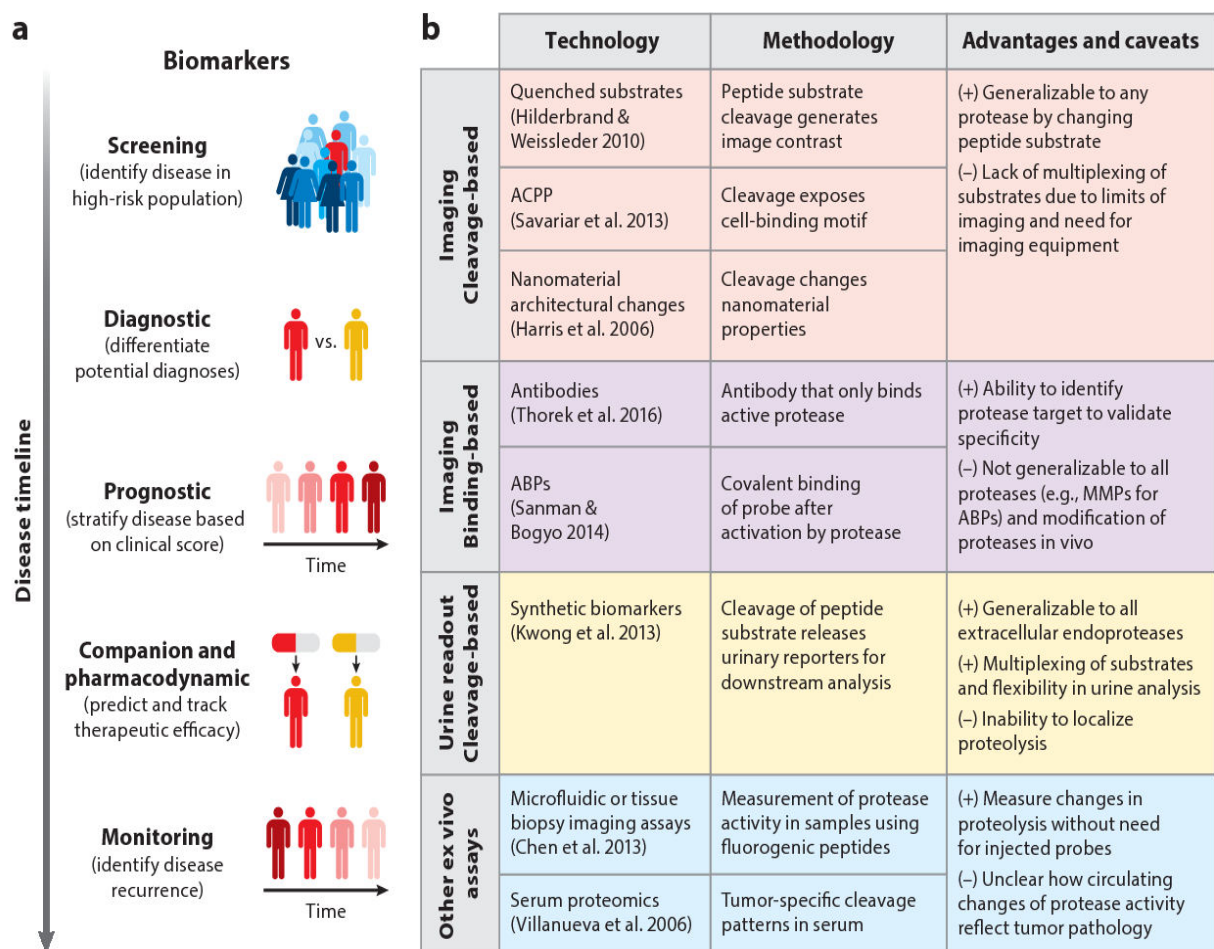 a
Biomarkers
Disease timeline
Screening
(identify disease in
high-risk population)
Diagnostic
(differentiate
potential diagnoses)
vs.
Prognostic
(stratify disease based
on clinical score)
Time
Companion and
pharmacodynamic
(predict and track
therapeutic efficacy)
Monitoring
(identify disease
recurrence)
Time
b
Technology
Methodology
Advantages and caveats
Imaging
Cleavage-based
Quenched substrates
(Hilderbrand &
Weissleder 2010)
Peptide substrate
cleavage generates
image contrast
ACPP
(Savariar et al. 2013)
Cleavage exposes
cell-binding motif
Nanomaterial
architectural changes
(Harris et al. 2006)
Cleavage changes
nanomaterial
properties
(+) Generalizable to any
protease by changing
peptide substrate
(–) Lack of multiplexing of
substrates due to limits of
imaging and need for
imaging equipment
Imaging
Binding-based
Antibodies
(Thorek et al. 2016)
Antibody that only binds
active protease
ABPs
(Sanman &
Bogyo 2014)
Covalent binding
of probe after
activation by protease
(+) Ability to identify
protease target to validate
specificity
(–) Not generalizable to all
proteases (e.g., MMPs for
ABPs) and modification of
proteases in vivo
Urine readout
Cleavage-based
Synthetic biomarkers
(Kwong et al. 2013)
Cleavage of peptide
substrate releases
urinary reporters for
downstream analysis
(+) Generalizable to all
extracellular endoproteases
(+) Multiplexing of substrates
and flexibility in urine analysis
(–) Inability to localize
proteolysis
Other ex vivo
assays
Microfluidic or tissue
biopsy imaging assays
(Chen et al. 2013)
Measurement of protease
activity in samples using
fluorogenic peptides
Serum proteomics
(Villanueva et al. 2006)
Tumor-specific cleavage
patterns in serum
(+) Measure changes in
proteolysis without need
for injected probes
(–) Unclear how circulating
changes of protease activity
reflect tumor pathology